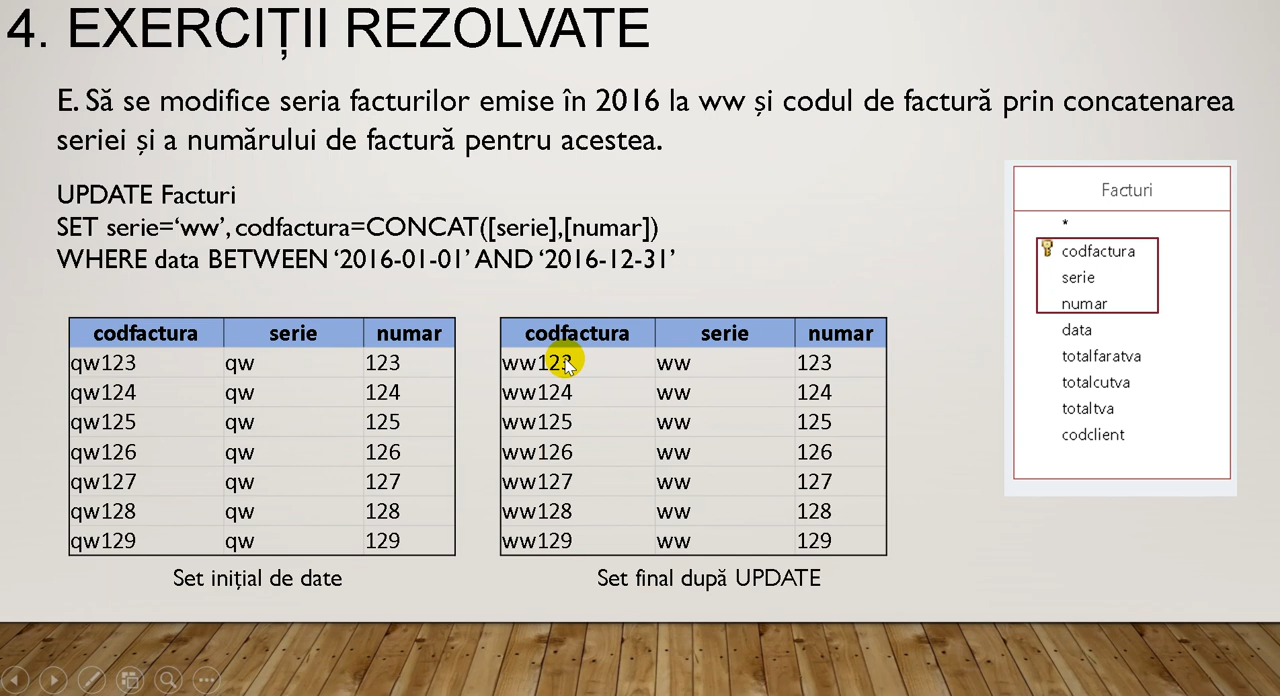 4. EXERCIȚII REZOLVATE
E. Să se modifice seria facturilor emise în 2016 la ww și codul de factură prin concatenarea
seriei și a numărului de factură pentru acestea.
UPDATE Facturi
SET serie=‘ww’, codfactura=CONCAT([serie],[numar])
WHERE data BETWEEN ‘2016-01-01’ AND ‘2016-12-31’
codfactura serie numar
qw123 qw 123
qw124 qw 124
qw125 qw 125
qw126 qw 126
qw127 qw 127
qw128 qw 128
qw129 qw 129
Set inițial de date
codfactura serie numar
ww123 ww 123
ww124 ww 124
ww125 ww 125
ww126 ww 126
ww127 ww 127
ww128 ww 128
ww129 ww 129
Set final după UPDATE
Facturi
*
codfactura
serie
numar
data
totalfaratva
totalcutva
totaltva
codclient